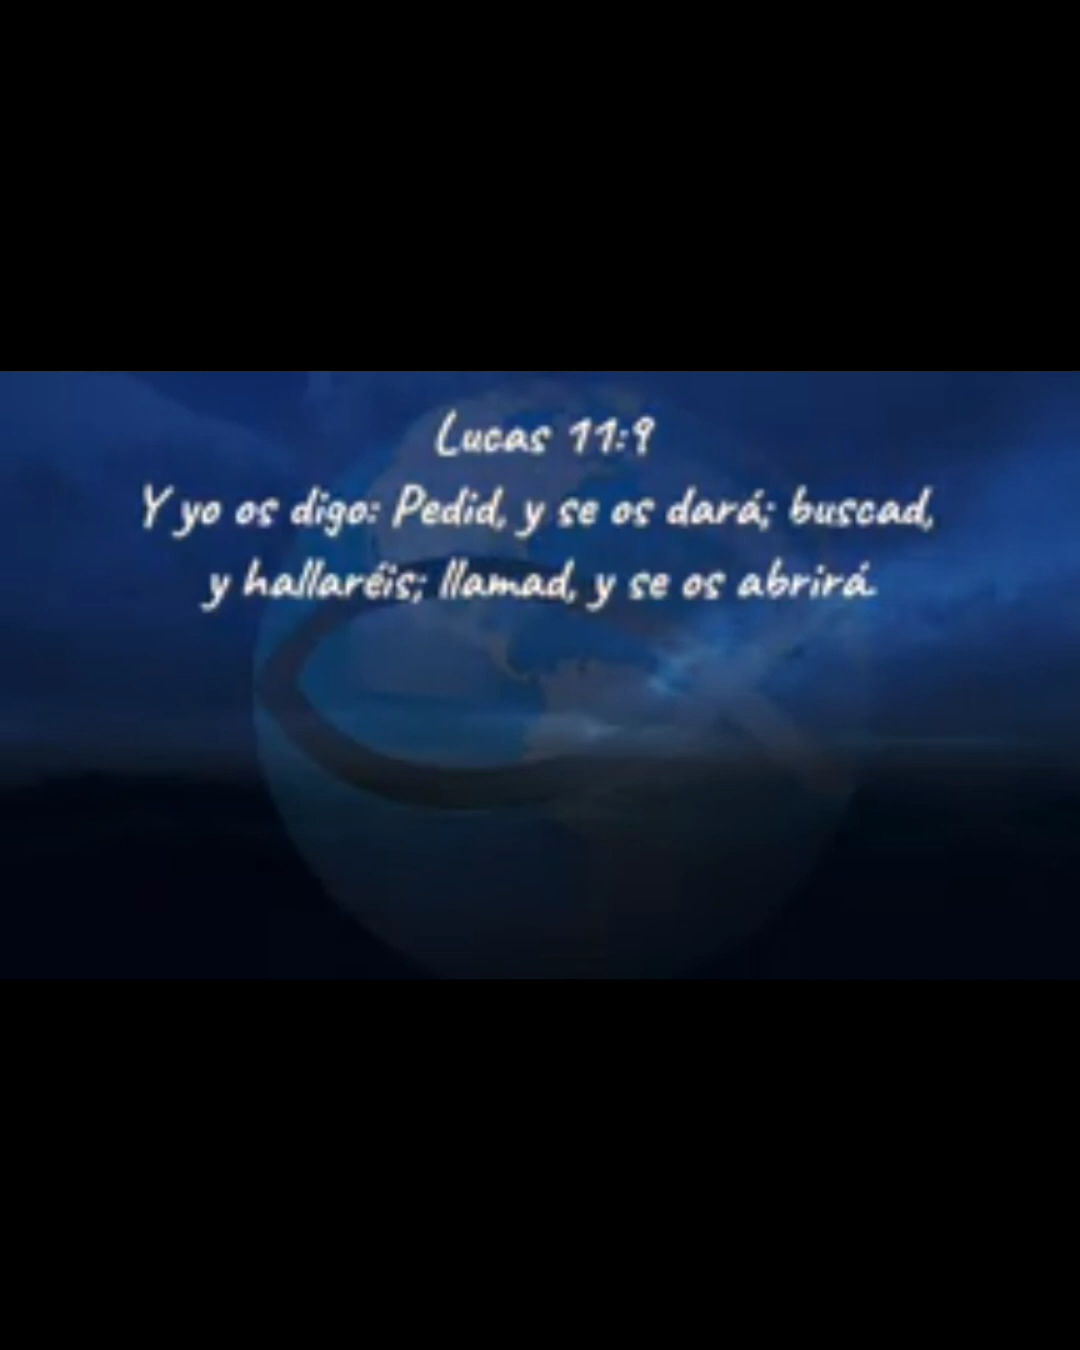 Lucas 11:9
Y yo os digo: Pedid, y se os dará; buscad,
y hallaréis; llamad, y se os abrirá.